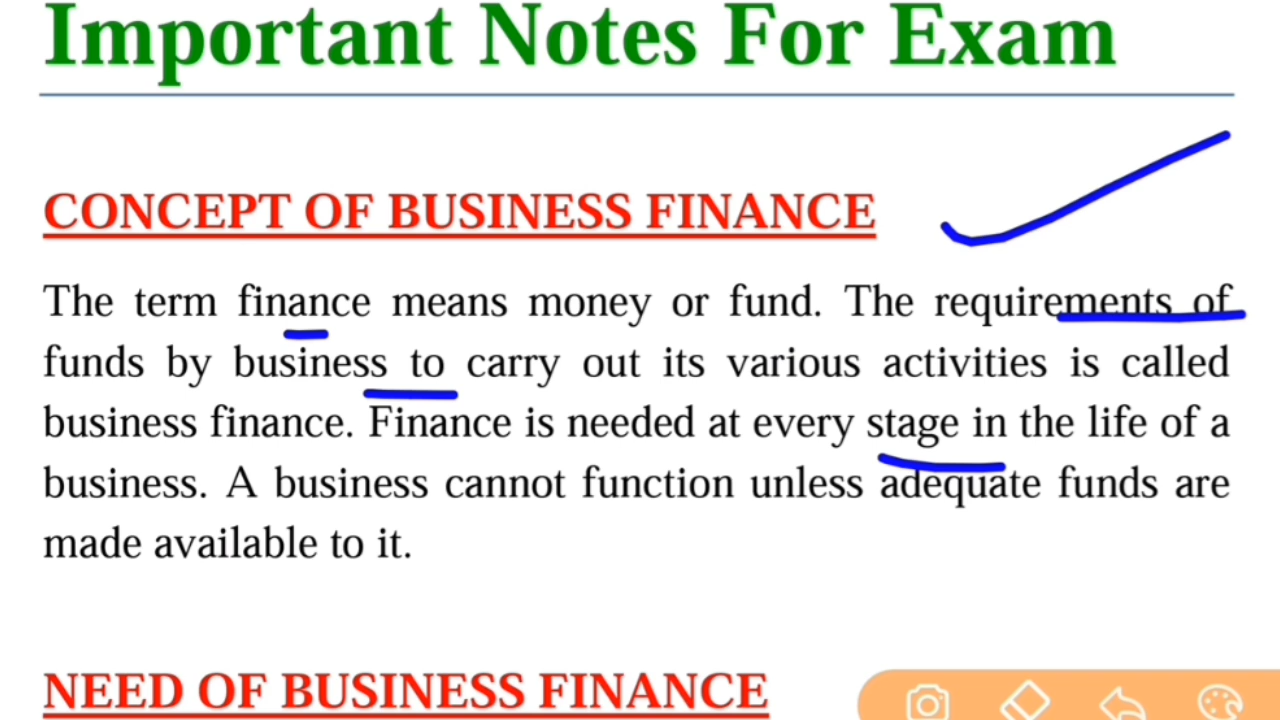 Important Notes For Exam
CONCEPT OF BUSINESS FINANCE
The term finance means money or fund. The requirements of
funds by business to carry out its various activities is called
business finance. Finance is needed at every stage in the life of a
business. A business cannot function unless adequate funds are
made available to it.
NEED OF BUSINESS FINANCE